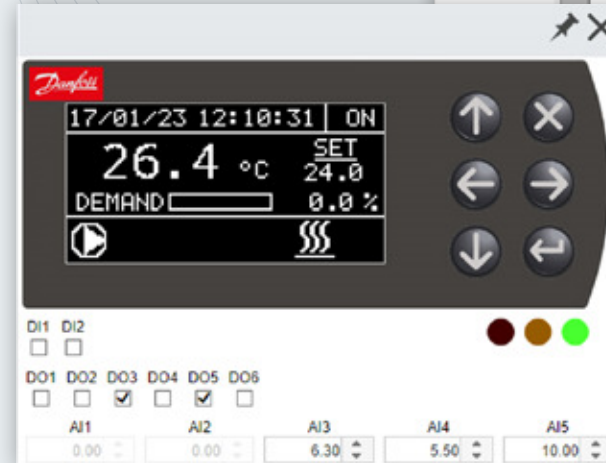 Danfoss
17/01/23 12:10:31 ON
26.4 °C SET 24.0
DEMAND 0.0 %
DI1 DI2
DO1 DO2 DO3 DO4 DO5 DO6
AI1 AI2 AI3 AI4 AI5
0.00 0.00 6.30 5.50 10.00